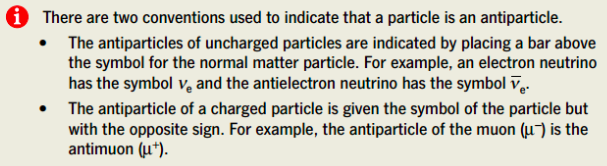 i There are two conventions used to indicate that a particle is an antiparticle.
• The antiparticles of uncharged particles are indicated by placing a bar above
the symbol for the normal matter particle. For example, an electron neutrino
has the symbol νₑ and the antielectron neutrino has the symbol ν̅ₑ.
• The antiparticle of a charged particle is given the symbol of the particle but
with the opposite sign. For example, the antiparticle of the muon (μ⁻) is the
antimuon (μ⁺).